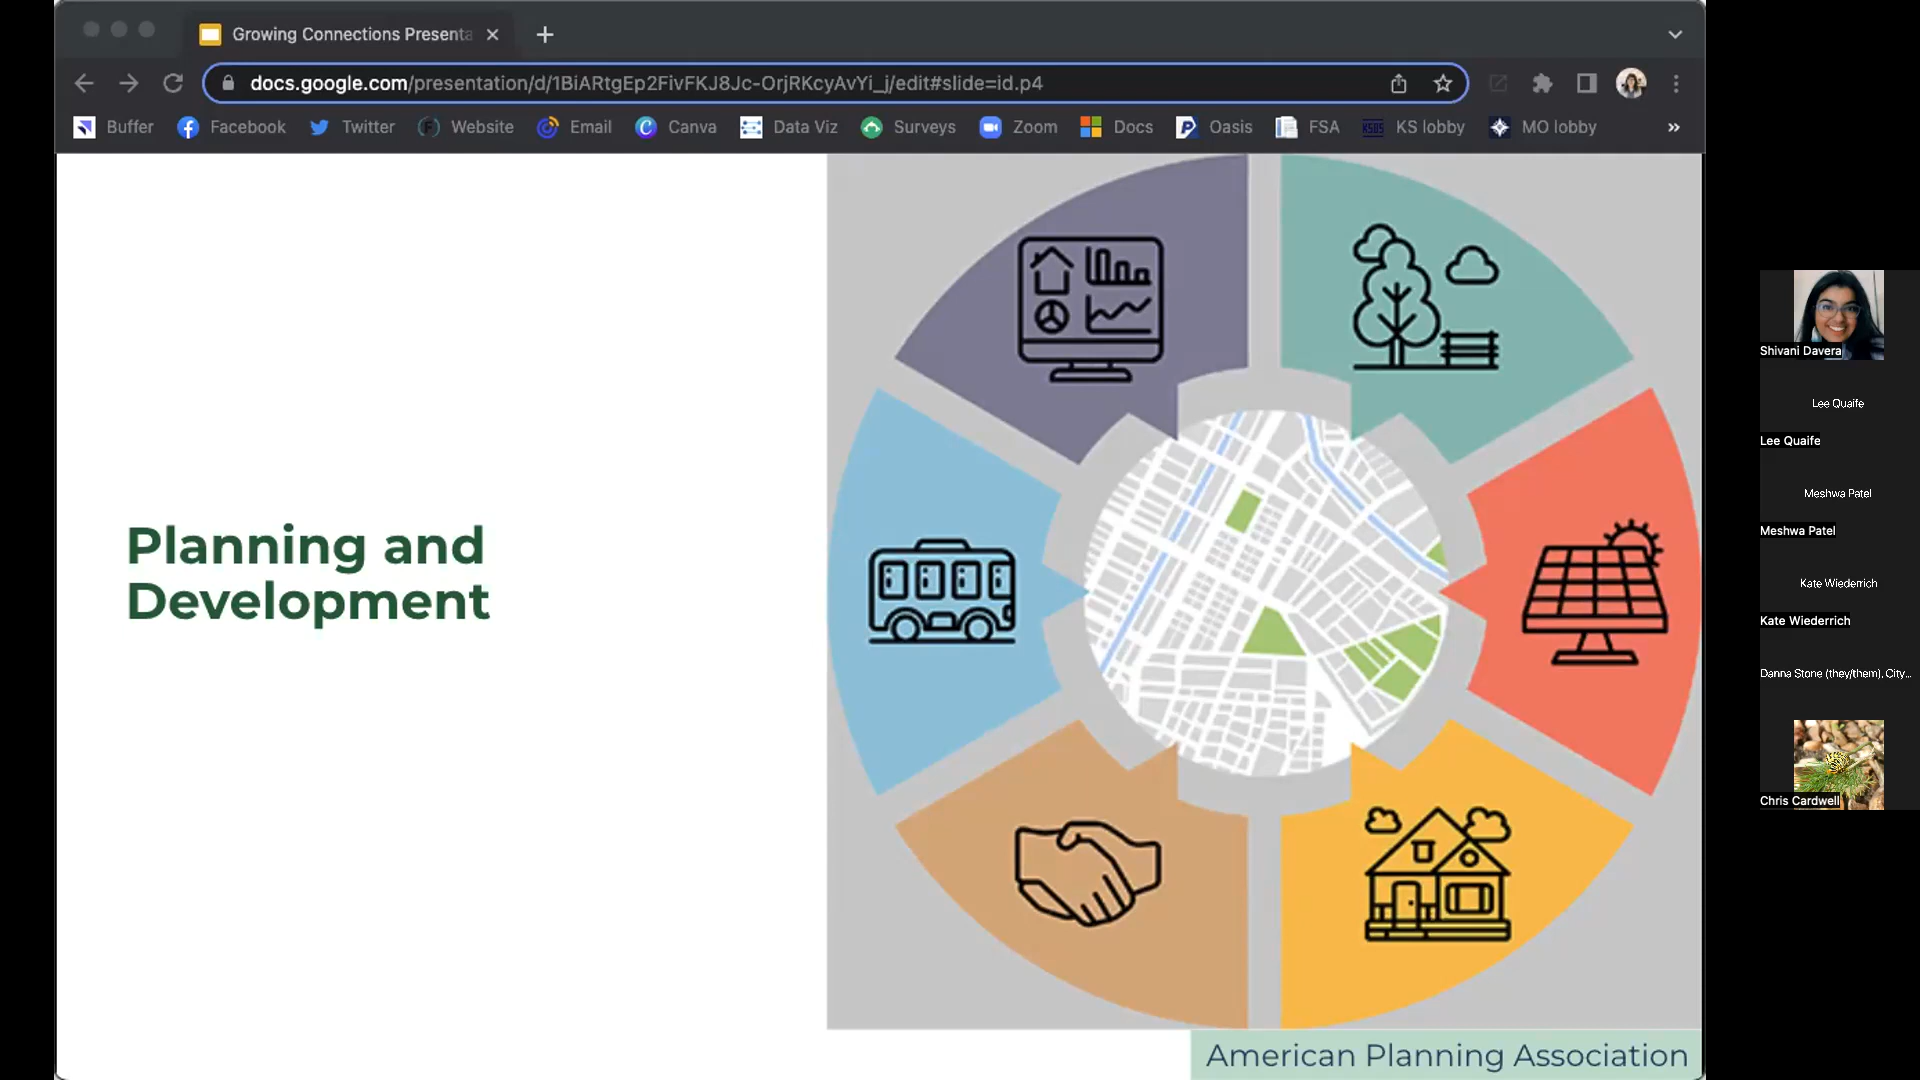 Growing Connections Presenta
docs.google.com/presentation/d/1BiARtgEp2FivFKJ8Jc-OrjRKcyAvYi_j/edit#slide=id.p4
Buffer Facebook Twitter Website Email Canva Data Viz Surveys Zoom Docs Oasis FSA KS lobby MO lobby »
Planning and
Development
American Planning Association
Shivani Davera
Lee Quaife
Lee Quaife
Meshwa Patel
Meshwa Patel
Kate Wiederrich
Kate Wiederrich
Danna Stone (they/them), City...
Chris Cardwell